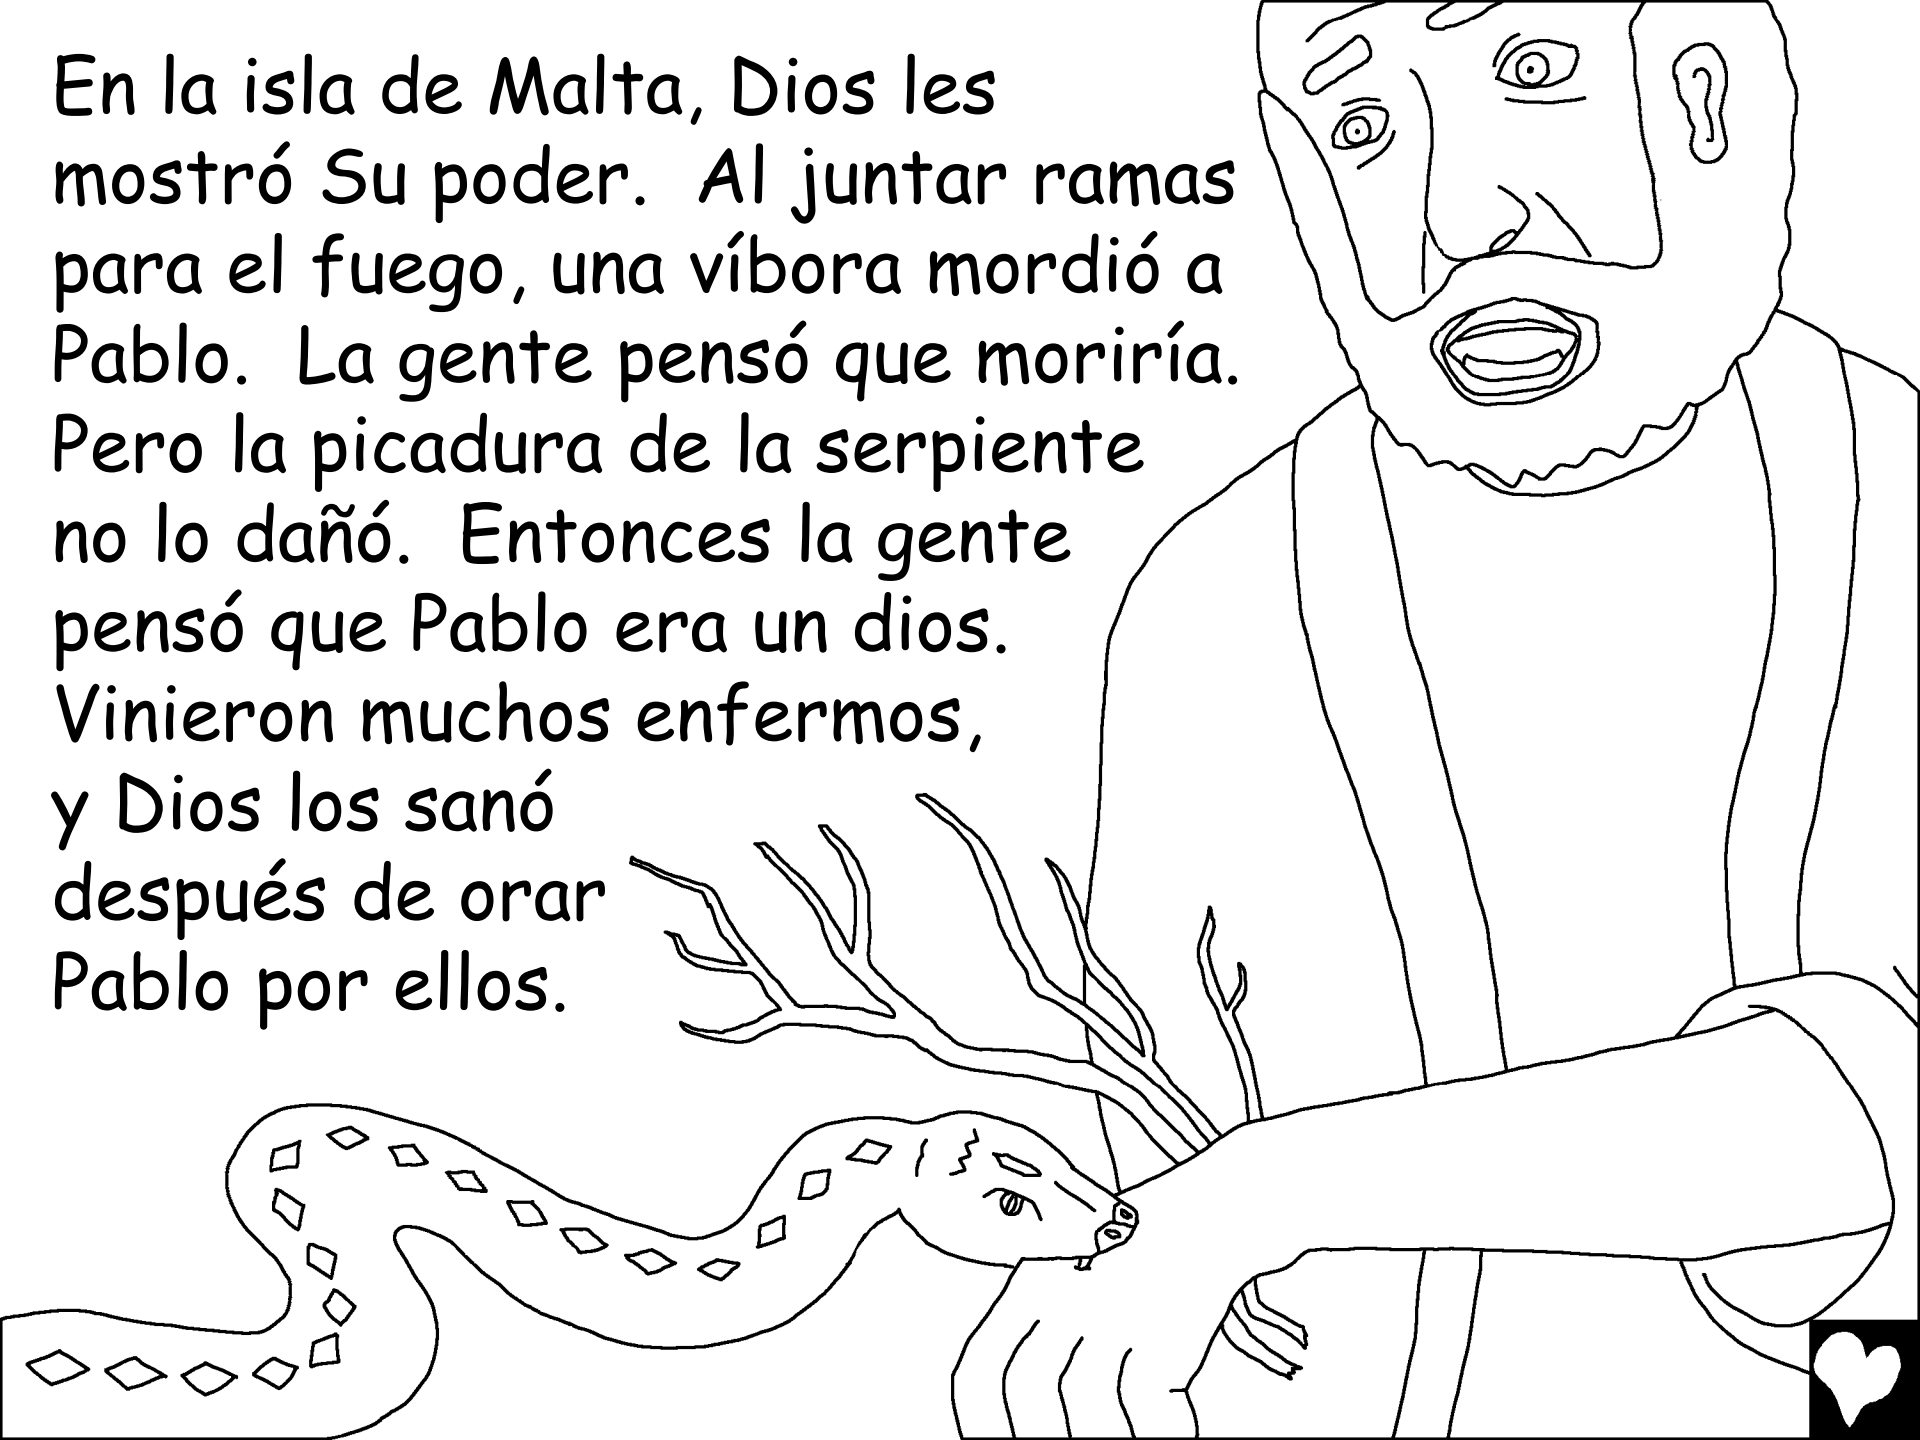 En la isla de Malta, Dios les
mostró Su poder.  Al juntar ramas
para el fuego, una víbora mordió a
Pablo.  La gente pensó que moriría.
Pero la picadura de la serpiente
no lo dañó.  Entonces la gente
pensó que Pablo era un dios.
Vinieron muchos enfermos,
y Dios los sanó
después de orar
Pablo por ellos.